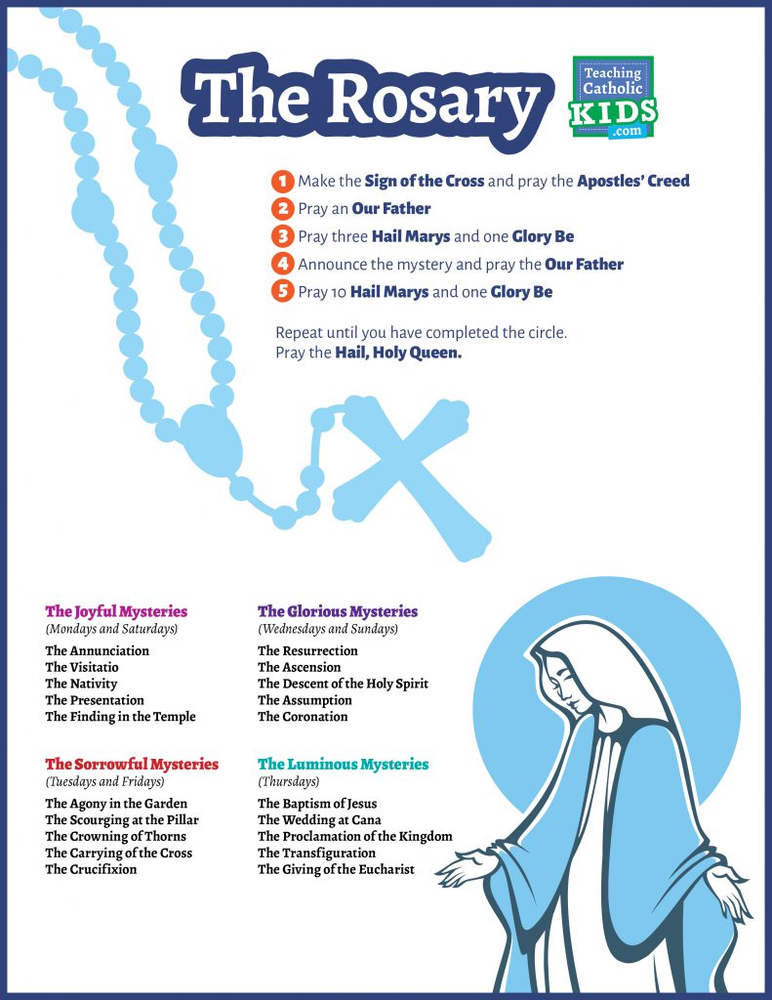 The Rosary
Teaching
Catholic
KIDS
.com
1 Make the Sign of the Cross and pray the Apostles' Creed
2 Pray an Our Father
3 Pray three Hail Marys and one Glory Be
4 Announce the mystery and pray the Our Father
5 Pray 10 Hail Marys and one Glory Be
Repeat until you have completed the circle.
Pray the Hail, Holy Queen.
The Joyful Mysteries
(Mondays and Saturdays)
The Annunciation
The Visitatio
The Nativity
The Presentation
The Finding in the Temple
The Glorious Mysteries
(Wednesdays and Sundays)
The Resurrection
The Ascension
The Descent of the Holy Spirit
The Assumption
The Coronation
The Sorrowful Mysteries
(Tuesdays and Fridays)
The Agony in the Garden
The Scourging at the Pillar
The Crowning of Thorns
The Carrying of the Cross
The Crucifixion
The Luminous Mysteries
(Thursdays)
The Baptism of Jesus
The Wedding at Cana
The Proclamation of the Kingdom
The Transfiguration
The Giving of the Eucharist